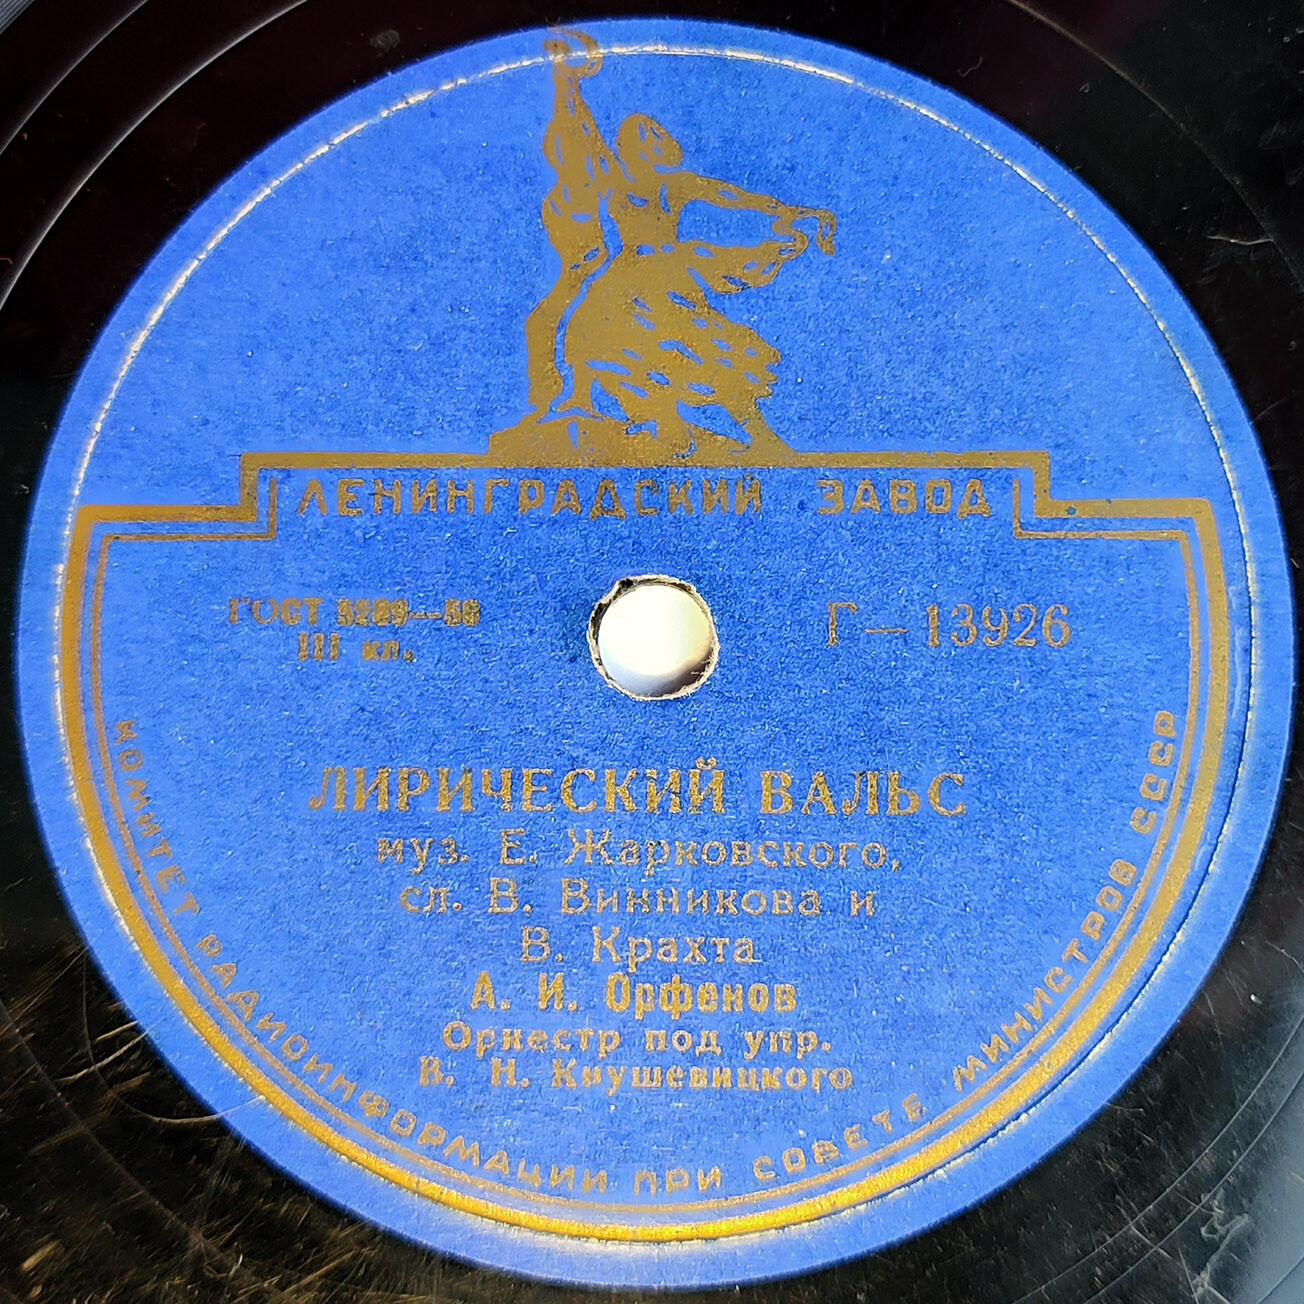 ЛЕНИНГРАДСКИЙ ЗАВОД
ГОСТ 5289—50
III кл.
Г—13926
ЛИРИЧЕСКИЙ ВАЛЬС
муз. Е. Жарковского,
сл. В. Винникова и
В. Крахта
А. И. Орфенов
Оркестр под упр.
В. Н. Кнушевицкого
КОМИТЕТ РАДИОИНФОРМАЦИИ ПРИ СОВЕТЕ МИНИСТРОВ СССР